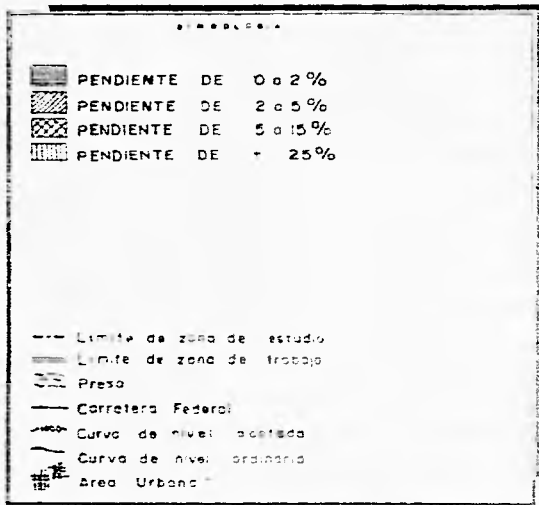 SIMBOLOGIA
PENDIENTE DE 0 a 2%
PENDIENTE DE 2 a 5%
PENDIENTE DE 5 a 15%
PENDIENTE DE + 25%
Limite de zona de estudio
Limite de zona de trabajo
Presa
Carretera Federal
Curva de nivel acotada
Curva de nivel ordinaria
Area Urbana